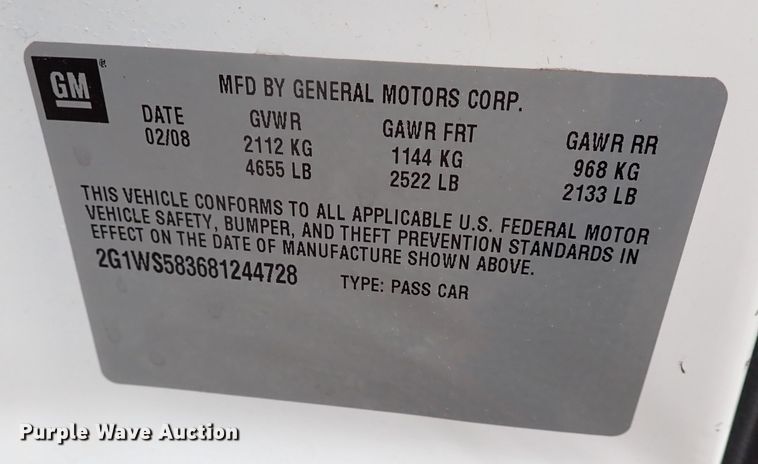 GM®
MFD BY GENERAL MOTORS CORP.
DATE GVWR GAWR FRT GAWR RR
02/08 2112 KG 1144 KG 968 KG
4655 LB 2522 LB 2133 LB
THIS VEHICLE CONFORMS TO ALL APPLICABLE U.S. FEDERAL MOTOR
VEHICLE SAFETY, BUMPER, AND THEFT PREVENTION STANDARDS IN
EFFECT ON THE DATE OF MANUFACTURE SHOWN ABOVE.
2G1WS583681244728 TYPE: PASS CAR
Purple Wave Auction